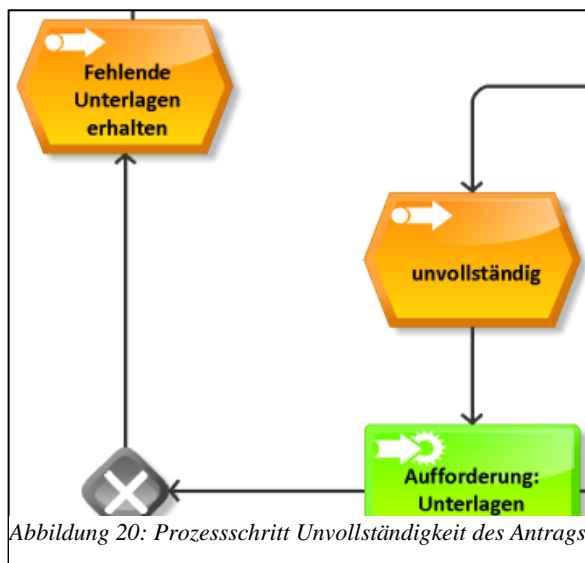 Fehlende
Unterlagen
erhalten
unvollständig
Aufforderung:
Unterlagen
Abbildung 20: Prozessschritt Unvollständigkeit des Antrags